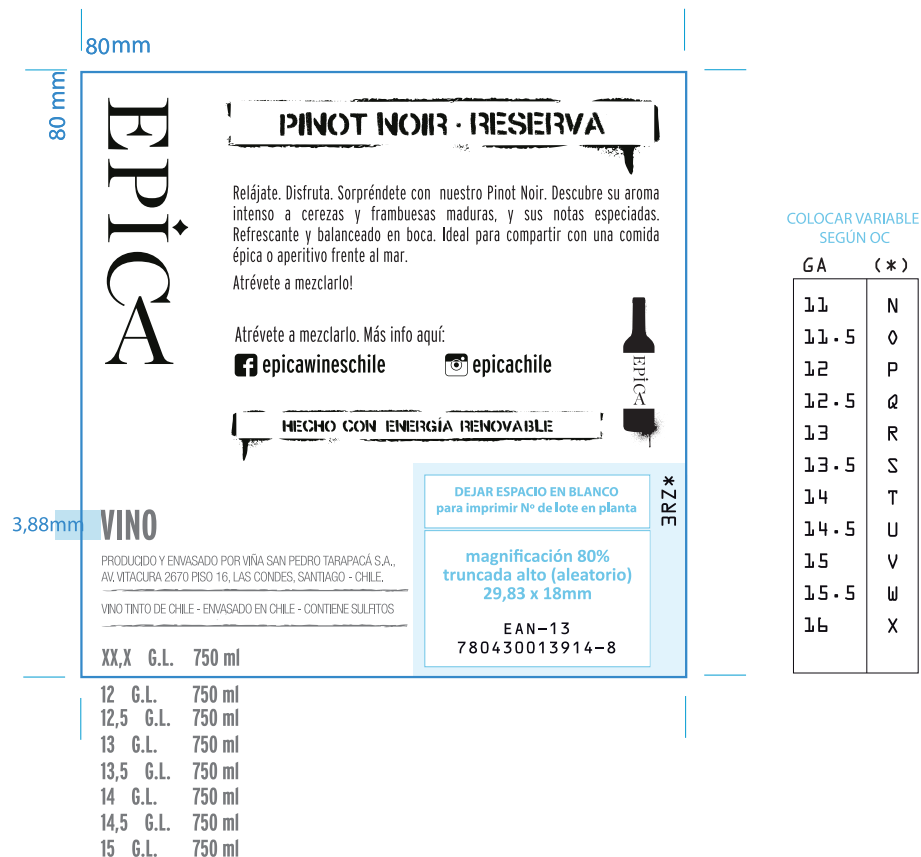 80mm
80 mm
EPiCA
PINOT NOIR · RESERVA
Relájate. Disfruta. Sorpréndete con nuestro Pinot Noir. Descubre su aroma
intenso a cerezas y frambuesas maduras, y sus notas especiadas.
Refrescante y balanceado en boca. Ideal para compartir con una comida
épica o aperitivo frente al mar.
Atrévete a mezclarlo!
Atrévete a mezclarlo. Más info aquí:
epicawineschile epicachile
EPiCA
HECHO CON ENERGÍA RENOVABLE
3,88mm
VINO
PRODUCIDO Y ENVASADO POR VIÑA SAN PEDRO TARAPACÁ S.A.,
AV. VITACURA 2670 PISO 16, LAS CONDES, SANTIAGO - CHILE.
VINO TINTO DE CHILE - ENVASADO EN CHILE - CONTIENE SULFITOS
XX,X G.L. 750 ml
DEJAR ESPACIO EN BLANCO
para imprimir Nº de lote en planta
3RZ*
magnificación 80%
truncada alto (aleatorio)
29,83 x 18mm
EAN-13
780430013914-8
12 G.L. 750 ml
12,5 G.L. 750 ml
13 G.L. 750 ml
13,5 G.L. 750 ml
14 G.L. 750 ml
14,5 G.L. 750 ml
15 G.L. 750 ml
COLOCAR VARIABLE
SEGÚN OC
GA (*)
11 N
11.5 O
12 P
12.5 Q
13 R
13.5 S
14 T
14.5 U
15 V
15.5 W
16 X